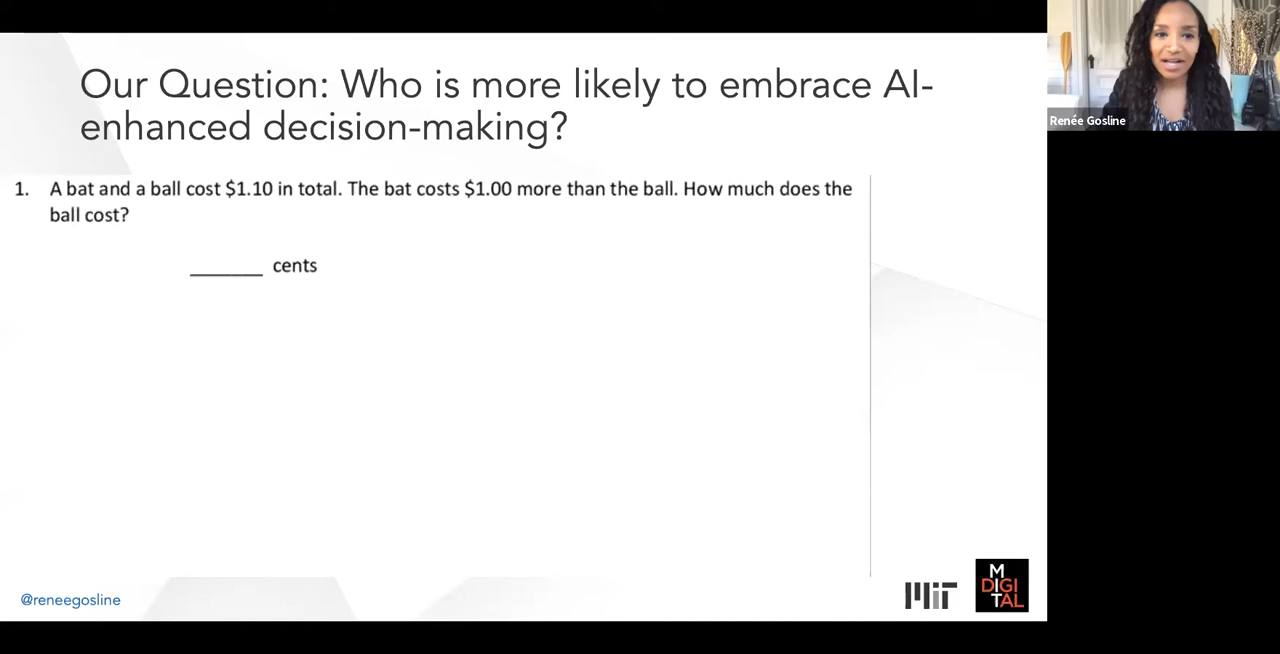 Our Question: Who is more likely to embrace AI-
enhanced decision-making?
Renée Gosline
1. A bat and a ball cost $1.10 in total. The bat costs $1.00 more than the ball. How much does the
ball cost?
_______ cents
@reneegosline
MIT
M
DIGI
TAL